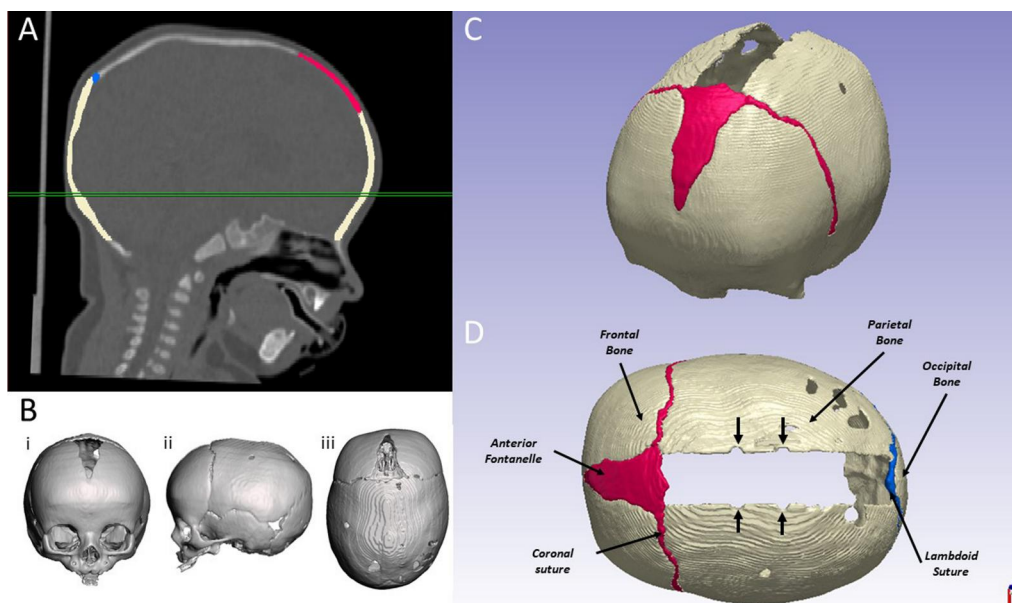 A
B
i
ii
iii
C
D
Frontal
Bone
Parietal
Bone
Occipital
Bone
Anterior
Fontanelle
Coronal
suture
Lambdoid
Suture